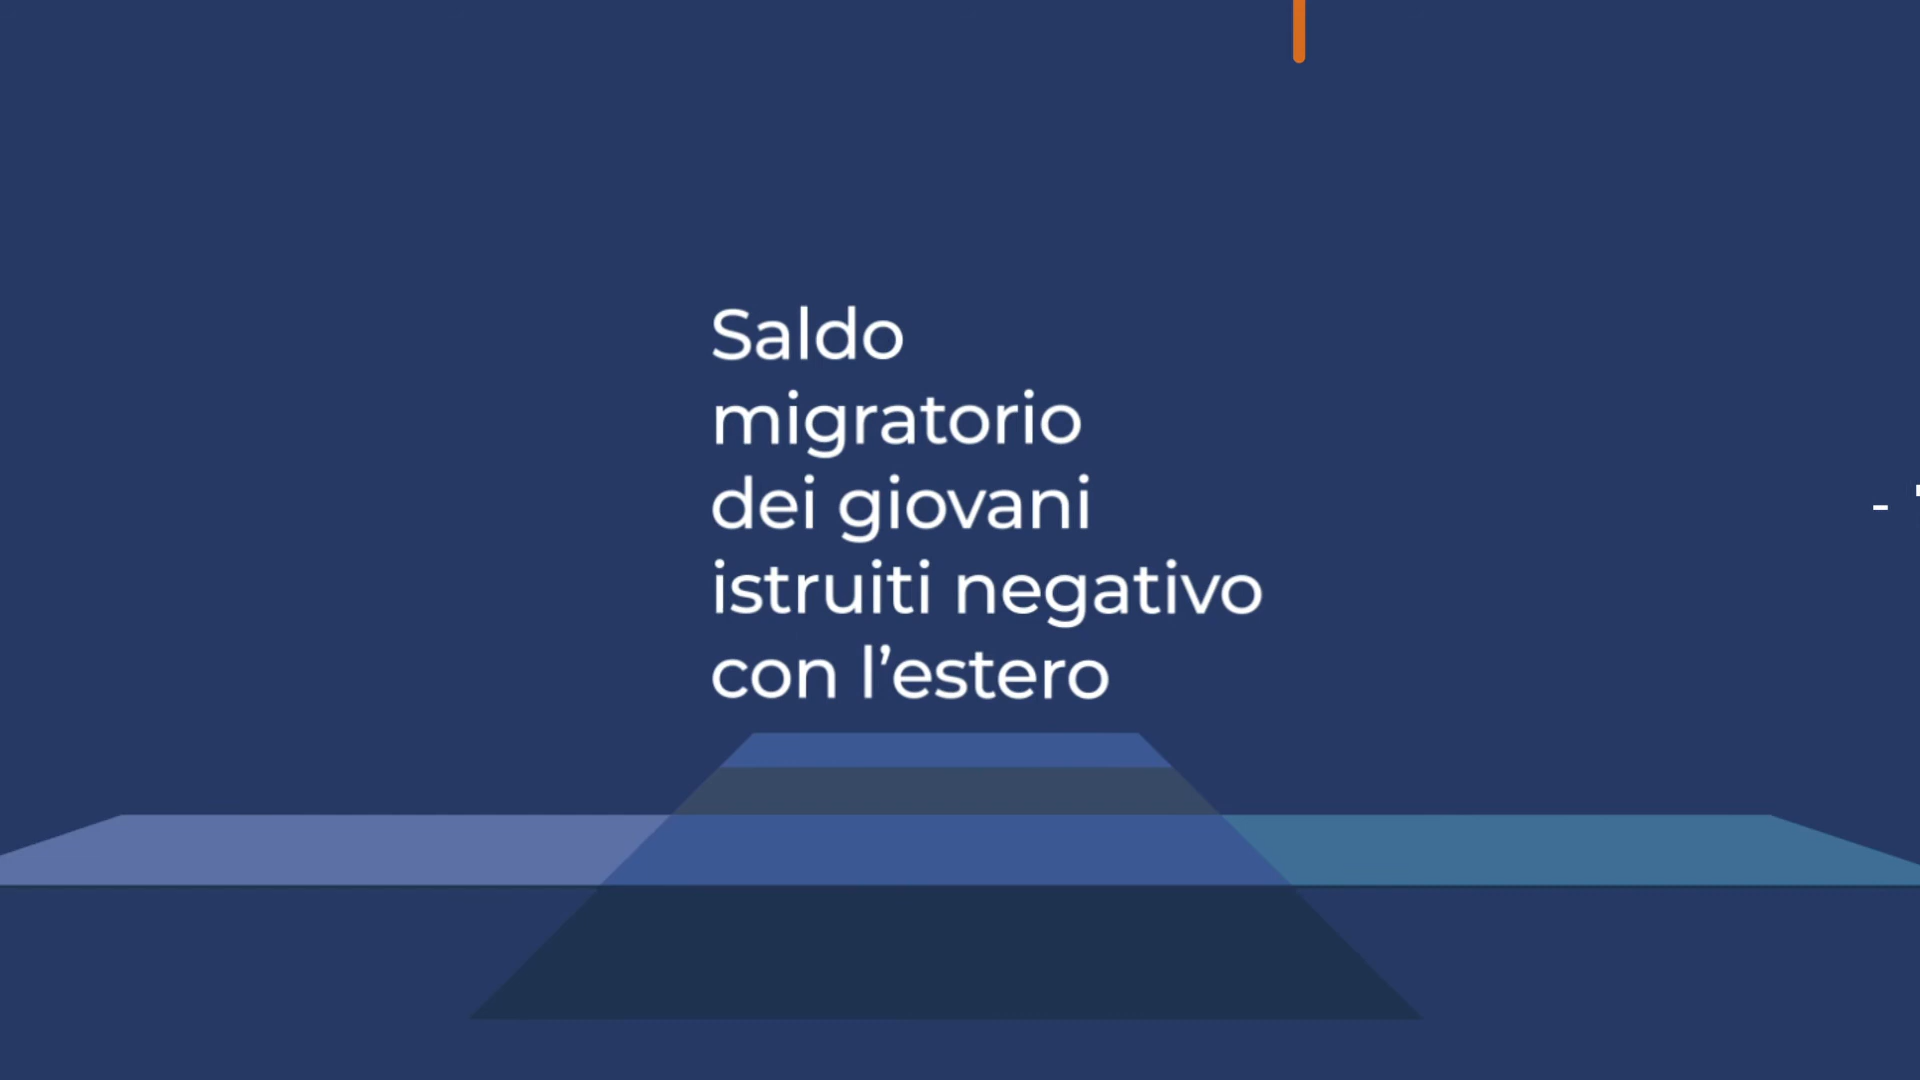 Saldo
migratorio
dei giovani
istruiti negativo
con l’estero